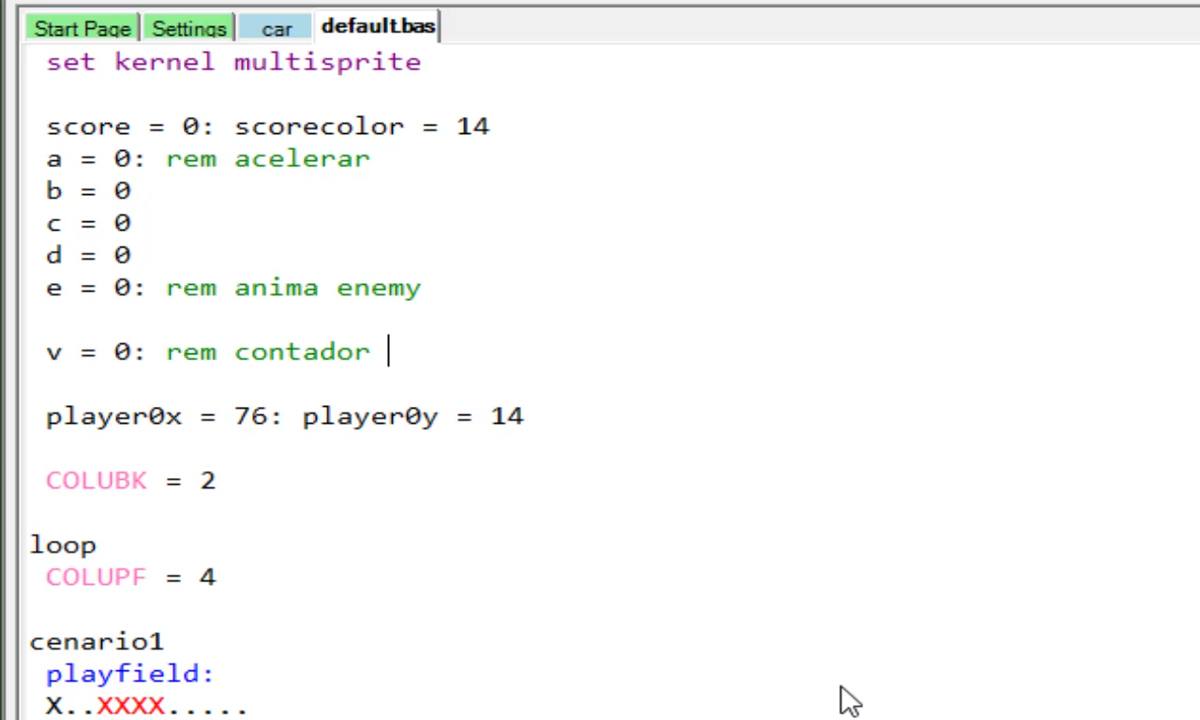 Start Page Settings car default.bas
set kernel multisprite
score = 0: scorecolor = 14
a = 0: rem acelerar
b = 0
c = 0
d = 0
e = 0: rem anima enemy
v = 0: rem contador
player0x = 76: player0y = 14
COLUBK = 2
loop
COLUPF = 4
cenario1
playfield:
X..XXXX.....